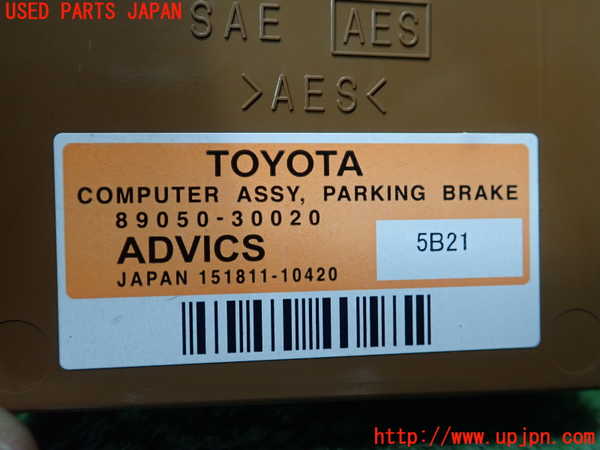 USED PARTS JAPAN
SAE AES
>AES<
TOYOTA
COMPUTER ASSY, PARKING BRAKE
89050-30020
ADVICS
5B21
JAPAN 151811-10420
http://www.upjpn.com/